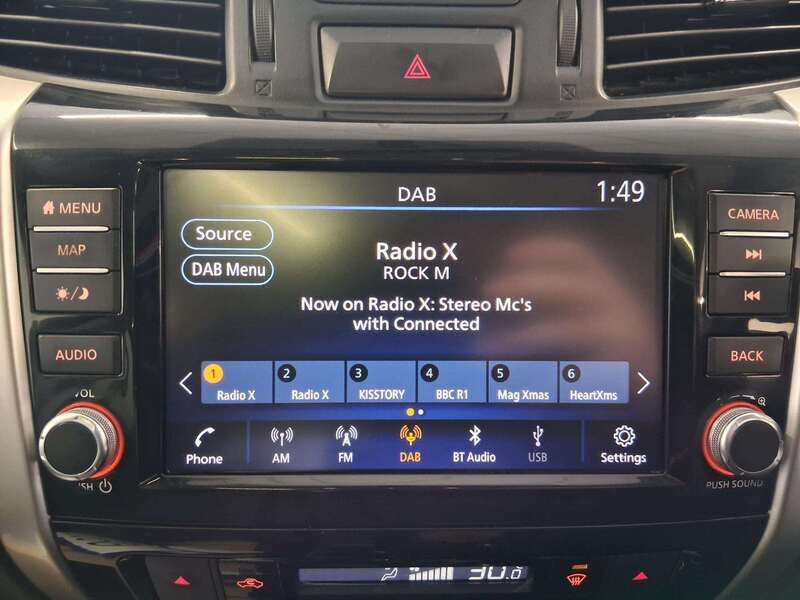 DAB
1:49
MENU
MAP
AUDIO
VOL
CAMERA
BACK
PUSH SOUND
Source
DAB Menu
Radio X
ROCK M
Now on Radio X: Stereo Mc's
with Connected
1 2 3 4 5 6
Radio X Radio X KISSTORY BBC R1 Mag Xmas HeartXms
Phone AM FM DAB BT Audio USB Settings
30.0